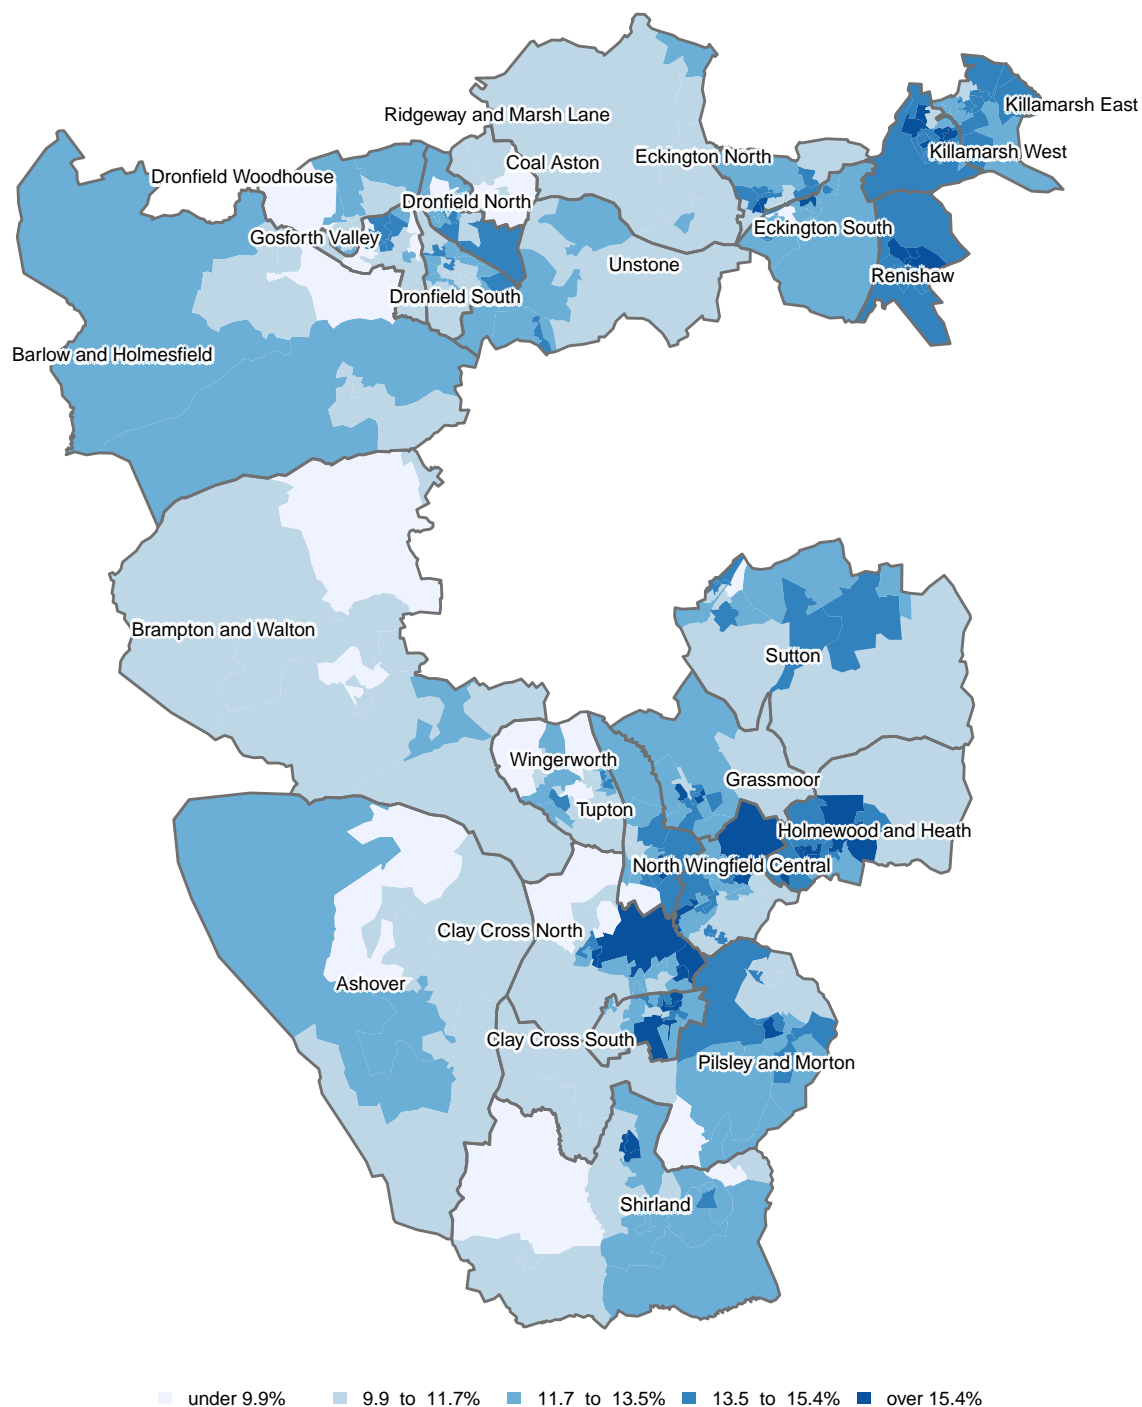 Killamarsh East
Ridgeway and Marsh Lane
Killamarsh West
Eckington North
Coal Aston
Dronfield Woodhouse
Dronfield North
Eckington South
Gosforth Valley
Unstone
Renishaw
Dronfield South
Barlow and Holmesfield
Brampton and Walton
Sutton
Wingerworth
Grassmoor
Tupton
Holmewood and Heath
North Wingfield Central
Clay Cross North
Ashover
Clay Cross South
Pilsley and Morton
Shirland
under 9.9% 9.9 to 11.7% 11.7 to 13.5% 13.5 to 15.4% over 15.4%